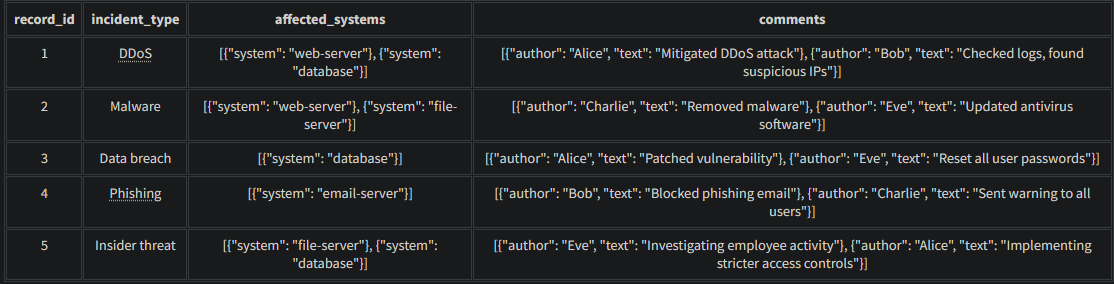 record_id incident_type affected_systems comments
1 DDoS [{"system": "web-server"}, {"system": "database"}] [{"author": "Alice", "text": "Mitigated DDoS attack"}, {"author": "Bob", "text": "Checked logs, found suspicious IPs"}]
2 Malware [{"system": "web-server"}, {"system": "file-server"}] [{"author": "Charlie", "text": "Removed malware"}, {"author": "Eve", "text": "Updated antivirus software"}]
3 Data breach [{"system": "database"}] [{"author": "Alice", "text": "Patched vulnerability"}, {"author": "Eve", "text": "Reset all user passwords"}]
4 Phishing [{"system": "email-server"}] [{"author": "Bob", "text": "Blocked phishing email"}, {"author": "Charlie", "text": "Sent warning to all users"}]
5 Insider threat [{"system": "file-server"}, {"system": "database"}] [{"author": "Eve", "text": "Investigating employee activity"}, {"author": "Alice", "text": "Implementing stricter access controls"}]